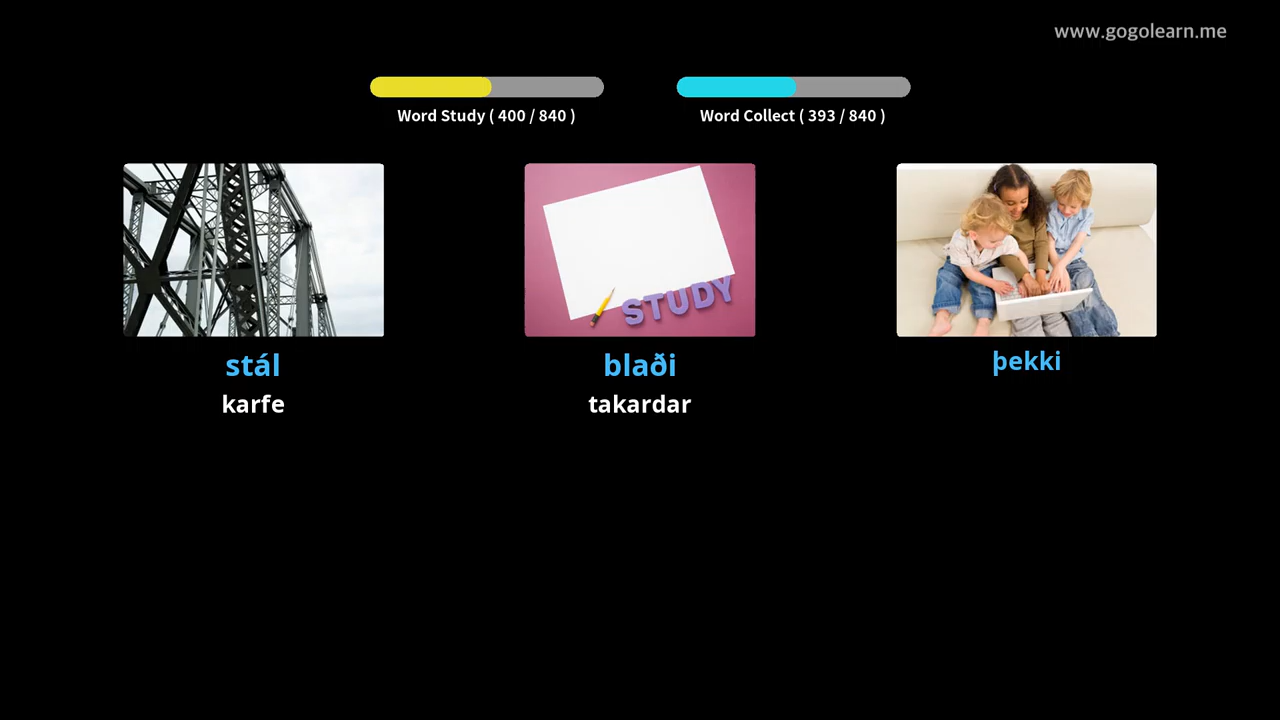 www.gogolearn.me
Word Study ( 400 / 840 )
Word Collect ( 393 / 840 )
STUDY
stál
blaði
þekki
karfe
takardar